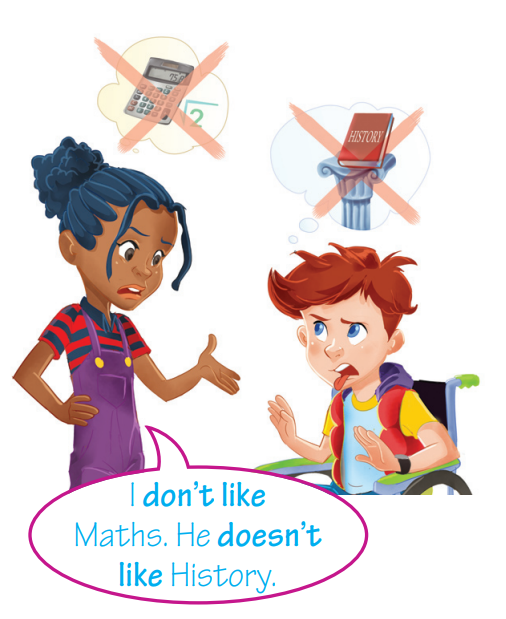 HISTORY
I don't like
Maths. He doesn't
like History.